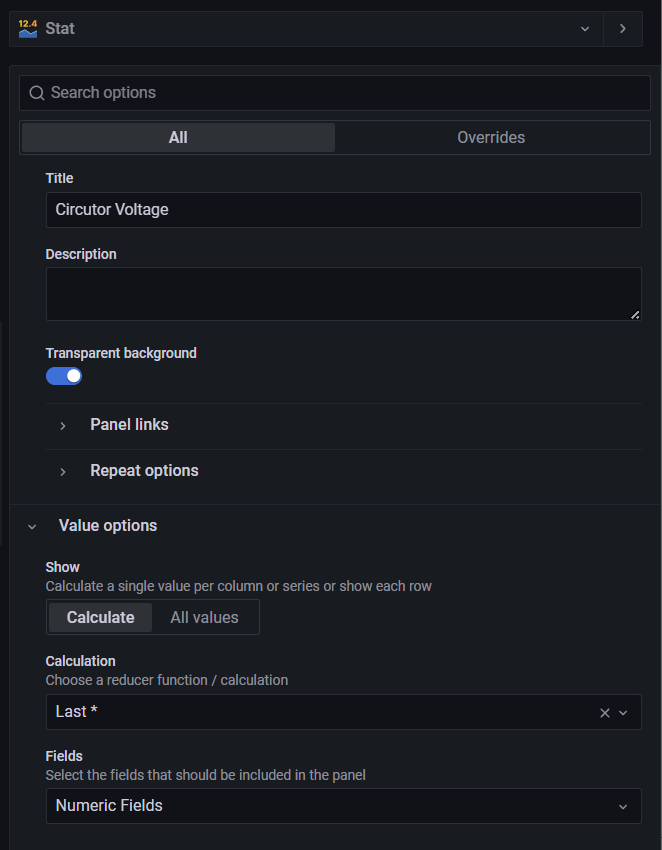 12.4
Stat
Search options
All
Overrides
Title
Circutor Voltage
Description
Transparent background
Panel links
Repeat options
Value options
Show
Calculate a single value per column or series or show each row
Calculate
All values
Calculation
Choose a reducer function / calculation
Last *
Fields
Select the fields that should be included in the panel
Numeric Fields